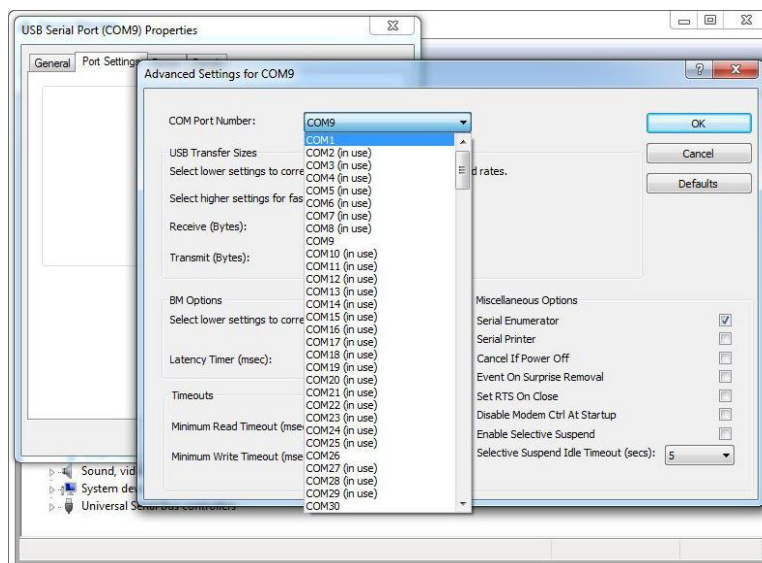 USB Serial Port (COM9) Properties
General
Port Settings
Advanced Settings for COM9
COM Port Number:
COM9
OK
Cancel
Defaults
COM1
COM2 (in use)
COM3 (in use)
COM4 (in use)
COM5 (in use)
COM6 (in use)
COM7 (in use)
COM8 (in use)
COM9
COM10 (in use)
COM11 (in use)
COM12 (in use)
COM13 (in use)
COM14 (in use)
COM15 (in use)
COM16 (in use)
COM17 (in use)
COM18 (in use)
COM19 (in use)
COM20 (in use)
COM21 (in use)
COM22 (in use)
COM23 (in use)
COM24 (in use)
COM25 (in use)
COM26
COM27 (in use)
COM28 (in use)
COM29 (in use)
COM30
USB Transfer Sizes
Select lower settings to corre
d rates.
Select higher settings for fas
Receive (Bytes):
Transmit (Bytes):
BM Options
Select lower settings to corre
Latency Timer (msec):
Timeouts
Minimum Read Timeout (mse
Minimum Write Timeout (mse
Miscellaneous Options
Serial Enumerator
Serial Printer
Cancel If Power Off
Event On Surprise Removal
Set RTS On Close
Disable Modem Ctrl At Startup
Enable Selective Suspend
Selective Suspend Idle Timeout (secs):
5
Sound, vid
System dev
Universal Serial Bus controllers